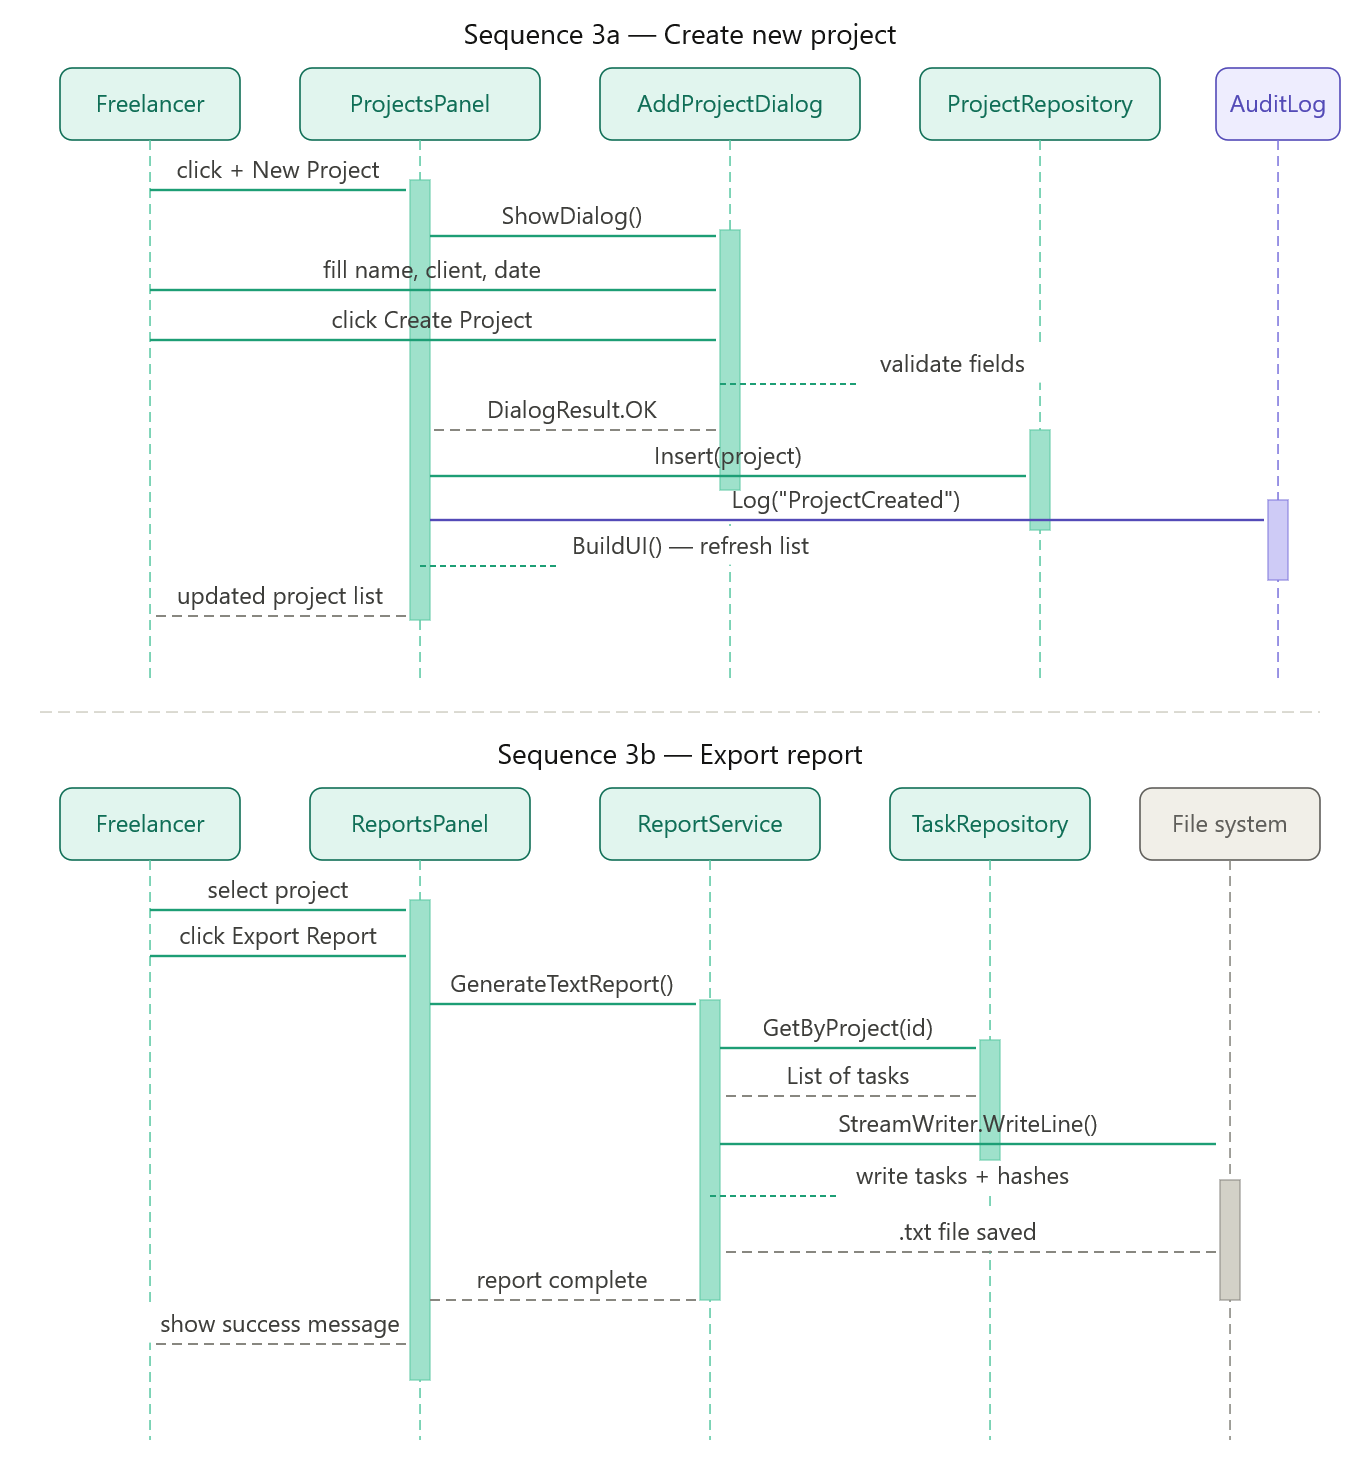 Sequence 3a — Create new project
Freelancer
ProjectsPanel
AddProjectDialog
ProjectRepository
AuditLog
click + New Project
ShowDialog()
fill name, client, date
click Create Project
validate fields
DialogResult.OK
Insert(project)
Log("ProjectCreated")
BuildUI() — refresh list
updated project list
Sequence 3b — Export report
Freelancer
ReportsPanel
ReportService
TaskRepository
File system
select project
click Export Report
GenerateTextReport()
GetByProject(id)
List of tasks
StreamWriter.WriteLine()
write tasks + hashes
.txt file saved
report complete
show success message